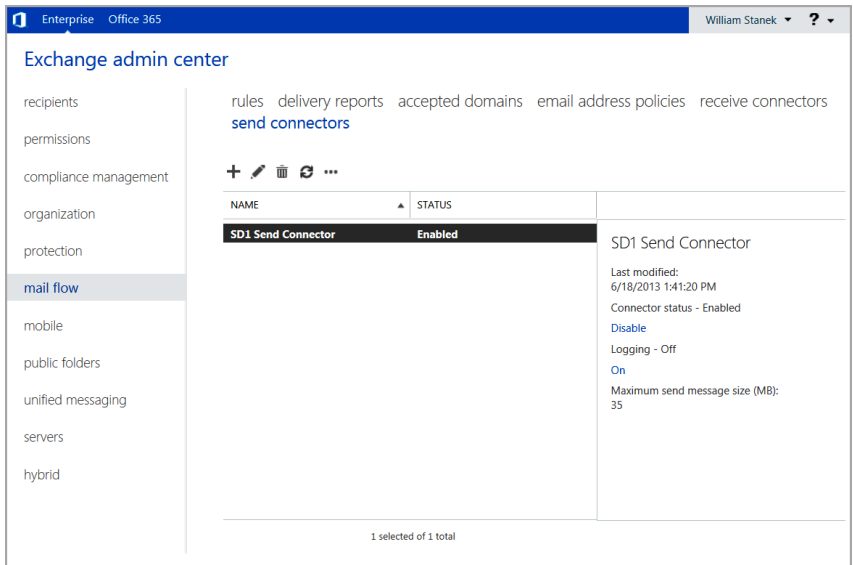 Enterprise Office 365
William Stanek ?
Exchange admin center
recipients
permissions
compliance management
organization
protection
mail flow
mobile
public folders
unified messaging
servers
hybrid
rules delivery reports accepted domains email address policies receive connectors
send connectors
NAME STATUS
SD1 Send Connector Enabled
SD1 Send Connector
Last modified:
6/18/2013 1:41:20 PM
Connector status - Enabled
Disable
Logging - Off
On
Maximum send message size (MB):
35
1 selected of 1 total